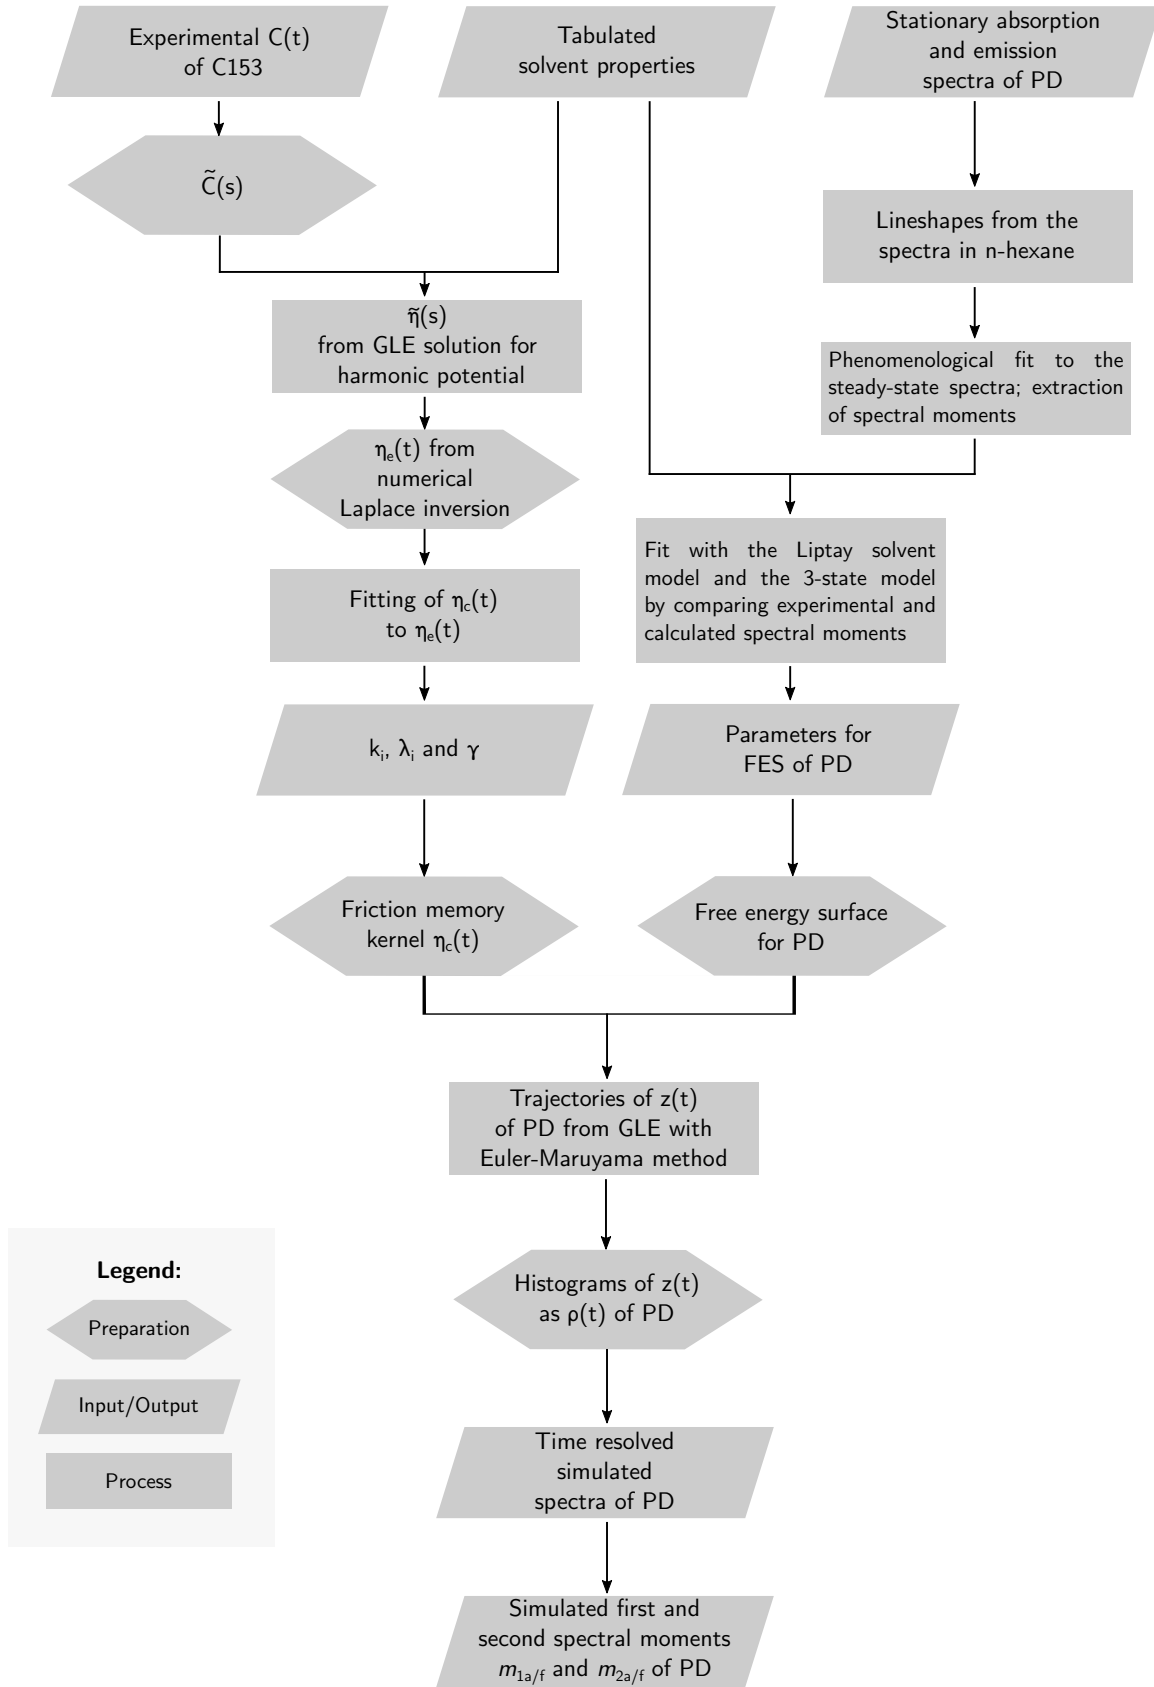 Experimental C(t)
of C153
Tabulated
solvent properties
Stationary absorption
and emission
spectra of PD
C̃(s)
Lineshapes from the
spectra in n-hexane
η̃(s)
from GLE solution for
harmonic potential
Phenomenological fit to the
steady-state spectra; extraction
of spectral moments
ηₑ(t) from
numerical
Laplace inversion
Fit with the Liptay solvent
model and the 3-state model
by comparing experimental and
calculated spectral moments
Fitting of η_c(t)
to ηₑ(t)
kᵢ, λᵢ and γ
Parameters for
FES of PD
Friction memory
kernel η_c(t)
Free energy surface
for PD
Trajectories of z(t)
of PD from GLE with
Euler-Maruyama method
Histograms of z(t)
as ρ(t) of PD
Time resolved
simulated
spectra of PD
Simulated first and
second spectral moments
m_{1a/f} and m_{2a/f} of PD
Legend:
Preparation
Input/Output
Process